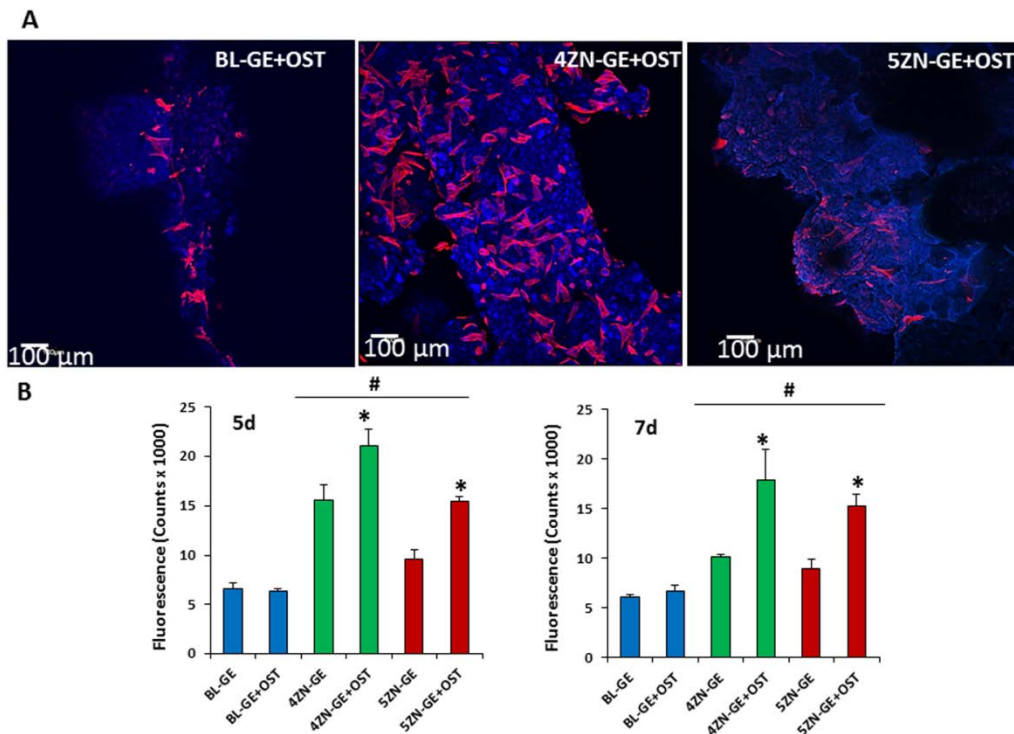 A
BL-GE+OST
4ZN-GE+OST
5ZN-GE+OST
100 µm
100 µm
100 µm
B
#
5d
*
*
Fluorescence (Counts x 1000)
25
20
15
10
5
0
BL-GE
BL-GE+OST
4ZN-GE
4ZN-GE+OST
5ZN-GE
5ZN-GE+OST
#
7d
*
*
Fluorescence (Counts x 1000)
25
20
15
10
5
0
BL-GE
BL-GE+OST
4ZN-GE
4ZN-GE+OST
5ZN-GE
5ZN-GE+OST